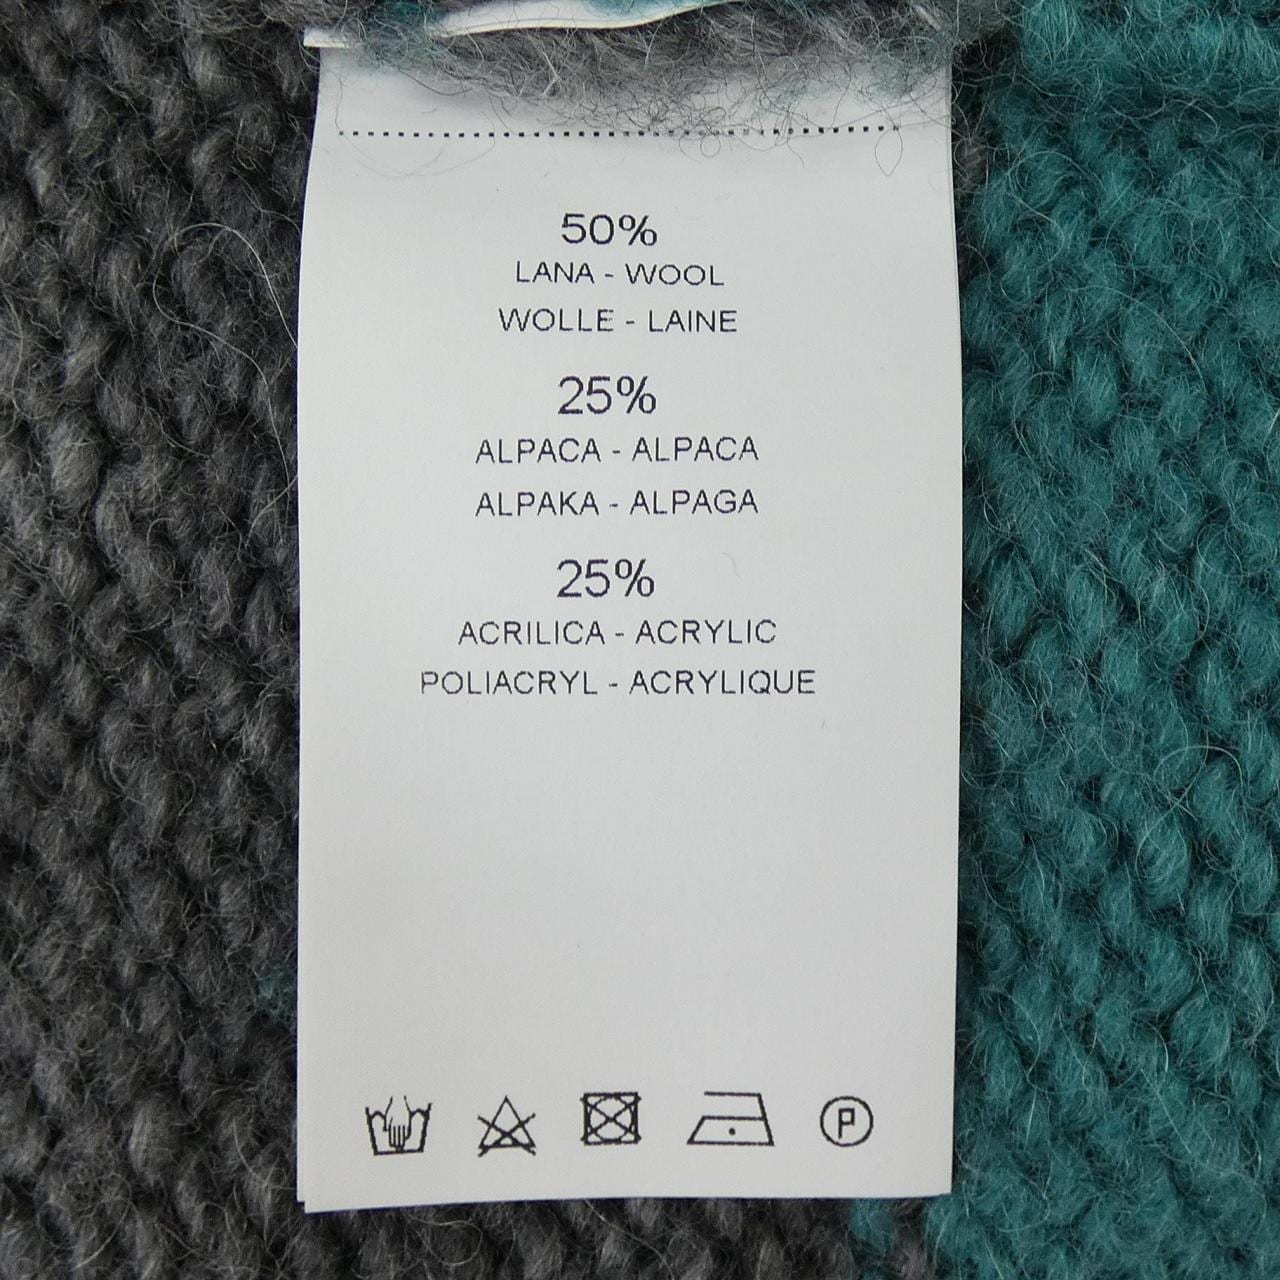 50%
LANA - WOOL
WOLLE - LAINE
25%
ALPACA - ALPACA
ALPAKA - ALPAGA
25%
ACRILICA - ACRYLIC
POLIACRYL - ACRYLIQUE
P